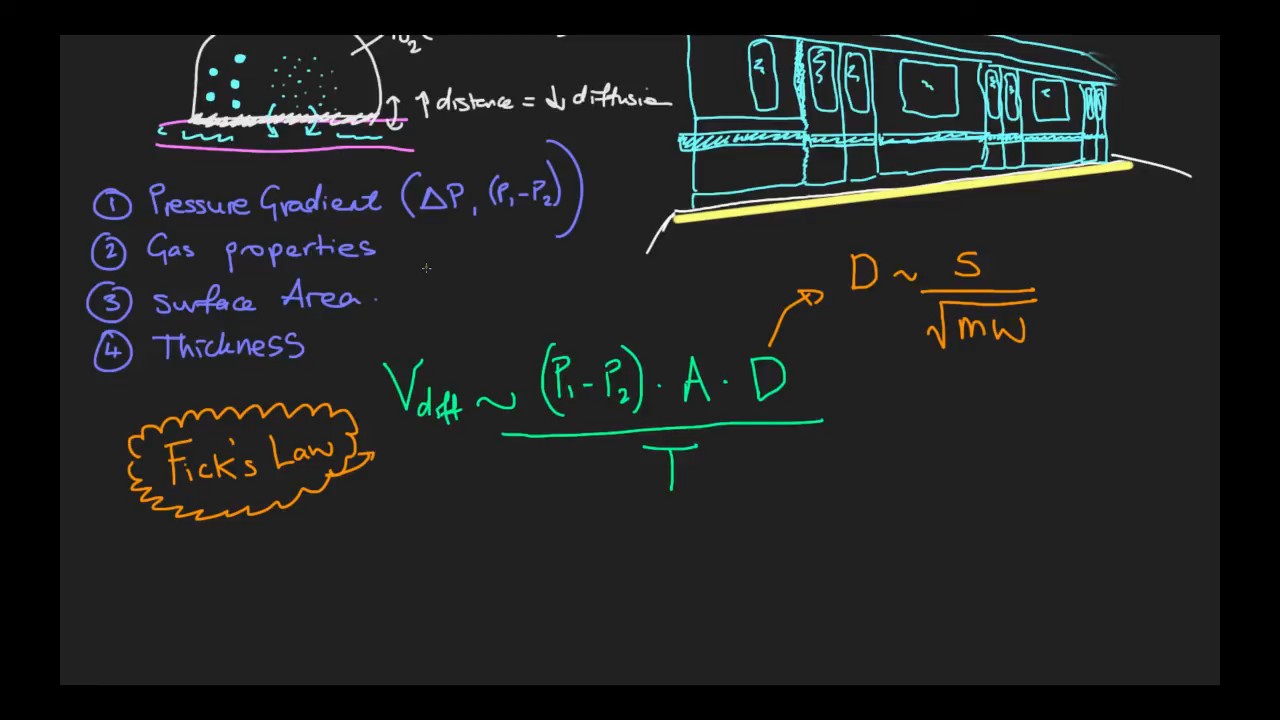 ↑ distance = ↓ diffusion
① Pressure Gradient (ΔP, (P₁-P₂))
② Gas properties
③ Surface Area.
④ Thickness
D ~ S / √MW
Vdiff ~ (P₁-P₂) · A · D / T
Fick's Law